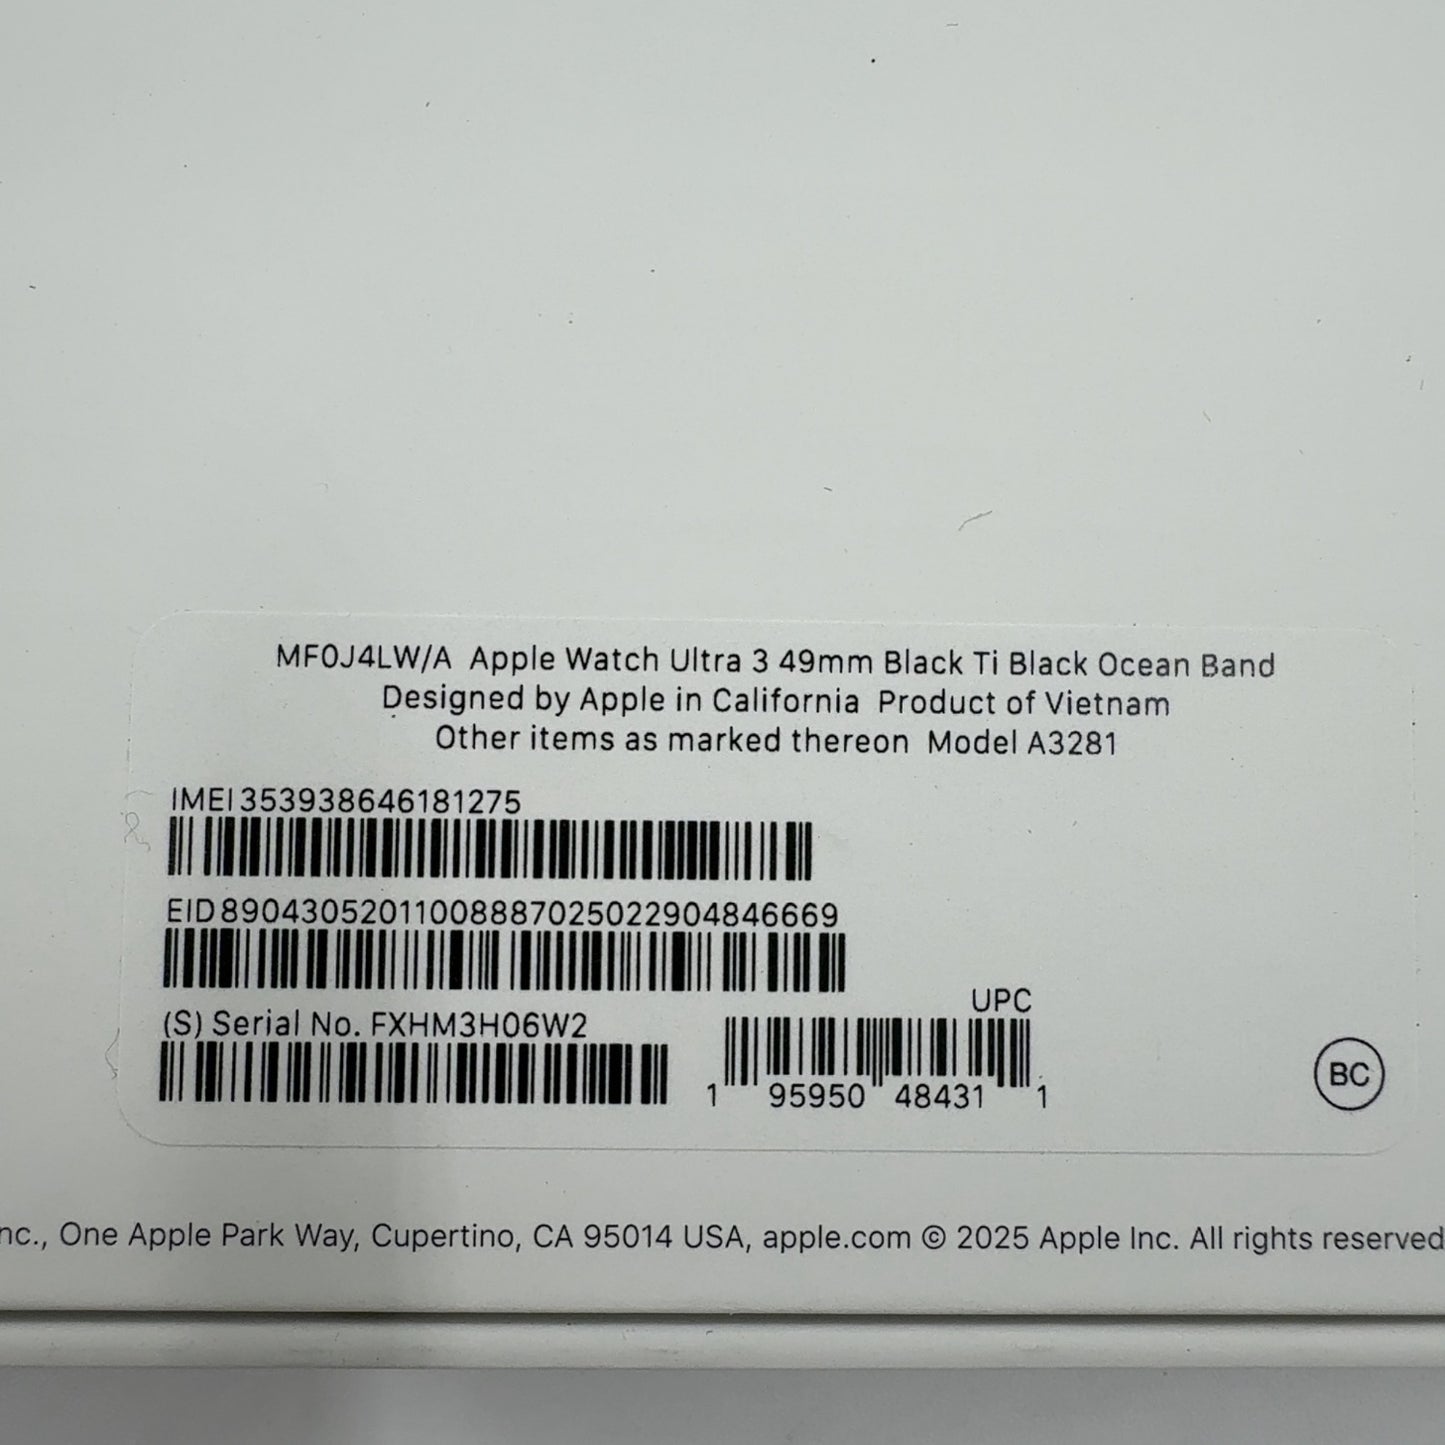 MF0J4LW/A Apple Watch Ultra 3 49mm Black Ti Black Ocean Band
Designed by Apple in California Product of Vietnam
Other items as marked thereon Model A3281
IMEI 353938646181275
EID 89043052011008887025022904846669
(S) Serial No. FXHM3H06W2
UPC
1 95950 48431 1
BC
nc., One Apple Park Way, Cupertino, CA 95014 USA, apple.com © 2025 Apple Inc. All rights reserved